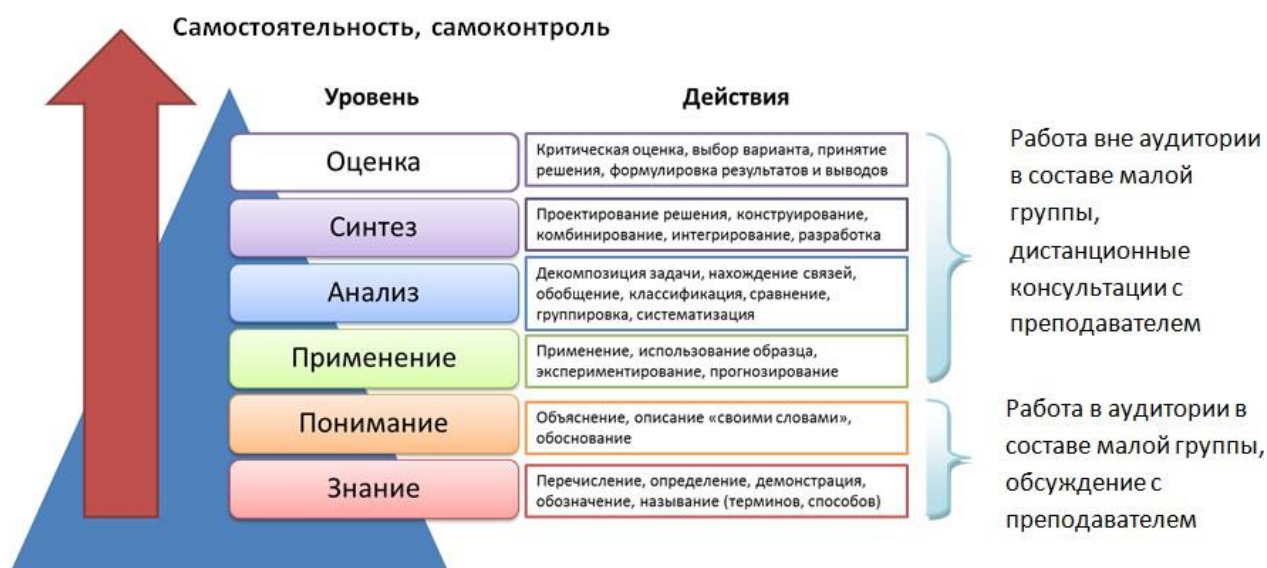 Самостоятельность, самоконтроль
Уровень
Действия
Оценка
Критическая оценка, выбор варианта, принятие
решения, формулировка результатов и выводов
Синтез
Проектирование решения, конструирование,
комбинирование, интегрирование, разработка
Анализ
Декомпозиция задачи, нахождение связей,
обобщение, классификация, сравнение,
группировка, систематизация
Применение
Применение, использование образца,
экспериментирование, прогнозирование
Понимание
Объяснение, описание «своими словами»,
обоснование
Знание
Перечисление, определение, демонстрация,
обозначение, называние (терминов, способов)
Работа вне аудитории
в составе малой
группы,
дистанционные
консультации с
преподавателем
Работа в аудитории в
составе малой группы,
обсуждение с
преподавателем